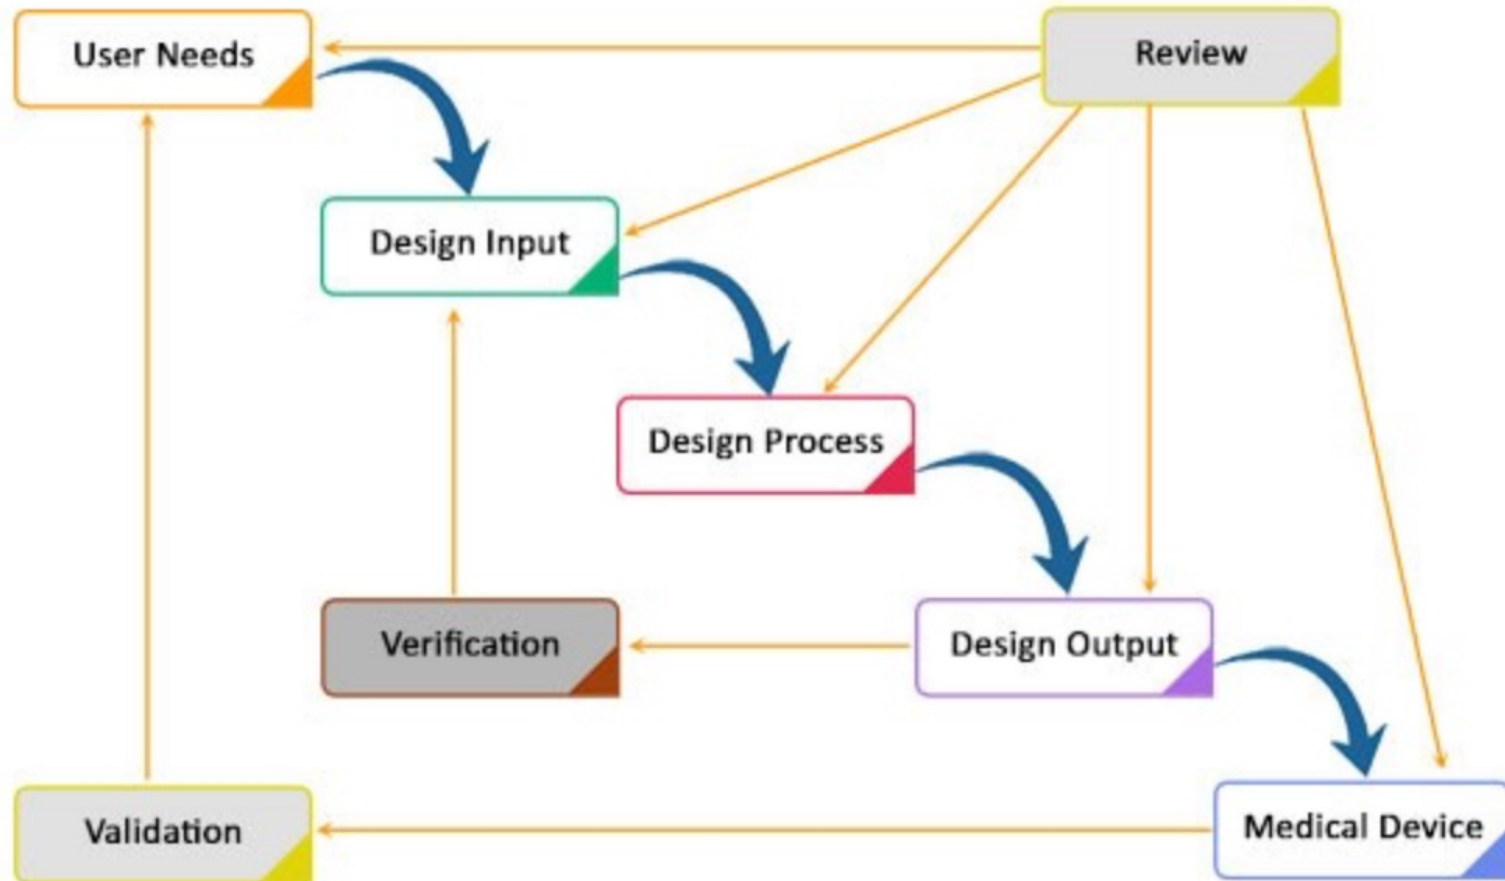 User Needs
Review
Design Input
Design Process
Verification
Design Output
Validation
Medical Device